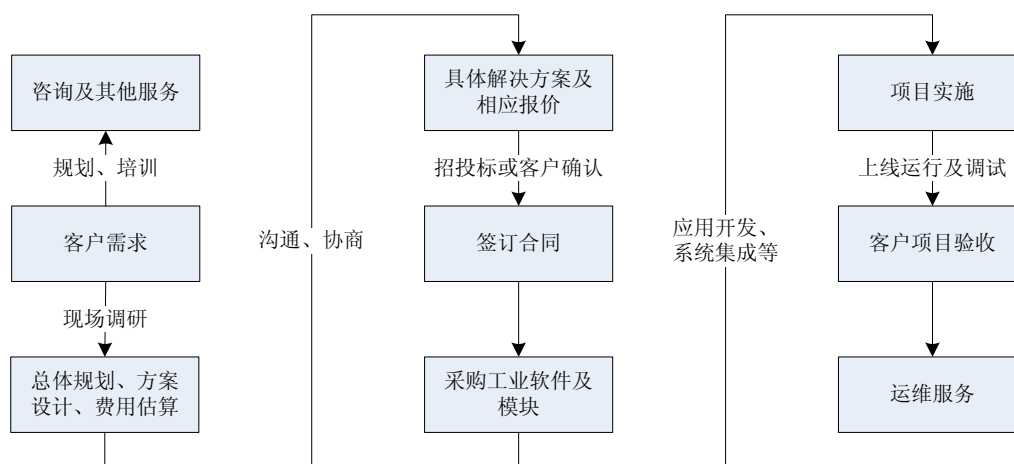 咨询及其他服务
规划、培训
客户需求
现场调研
总体规划、方案
设计、费用估算
沟通、协商
具体解决方案及
相应报价
招投标或客户确认
签订合同
采购工业软件及
模块
应用开发、
系统集成等
项目实施
上线运行及调试
客户项目验收
运维服务